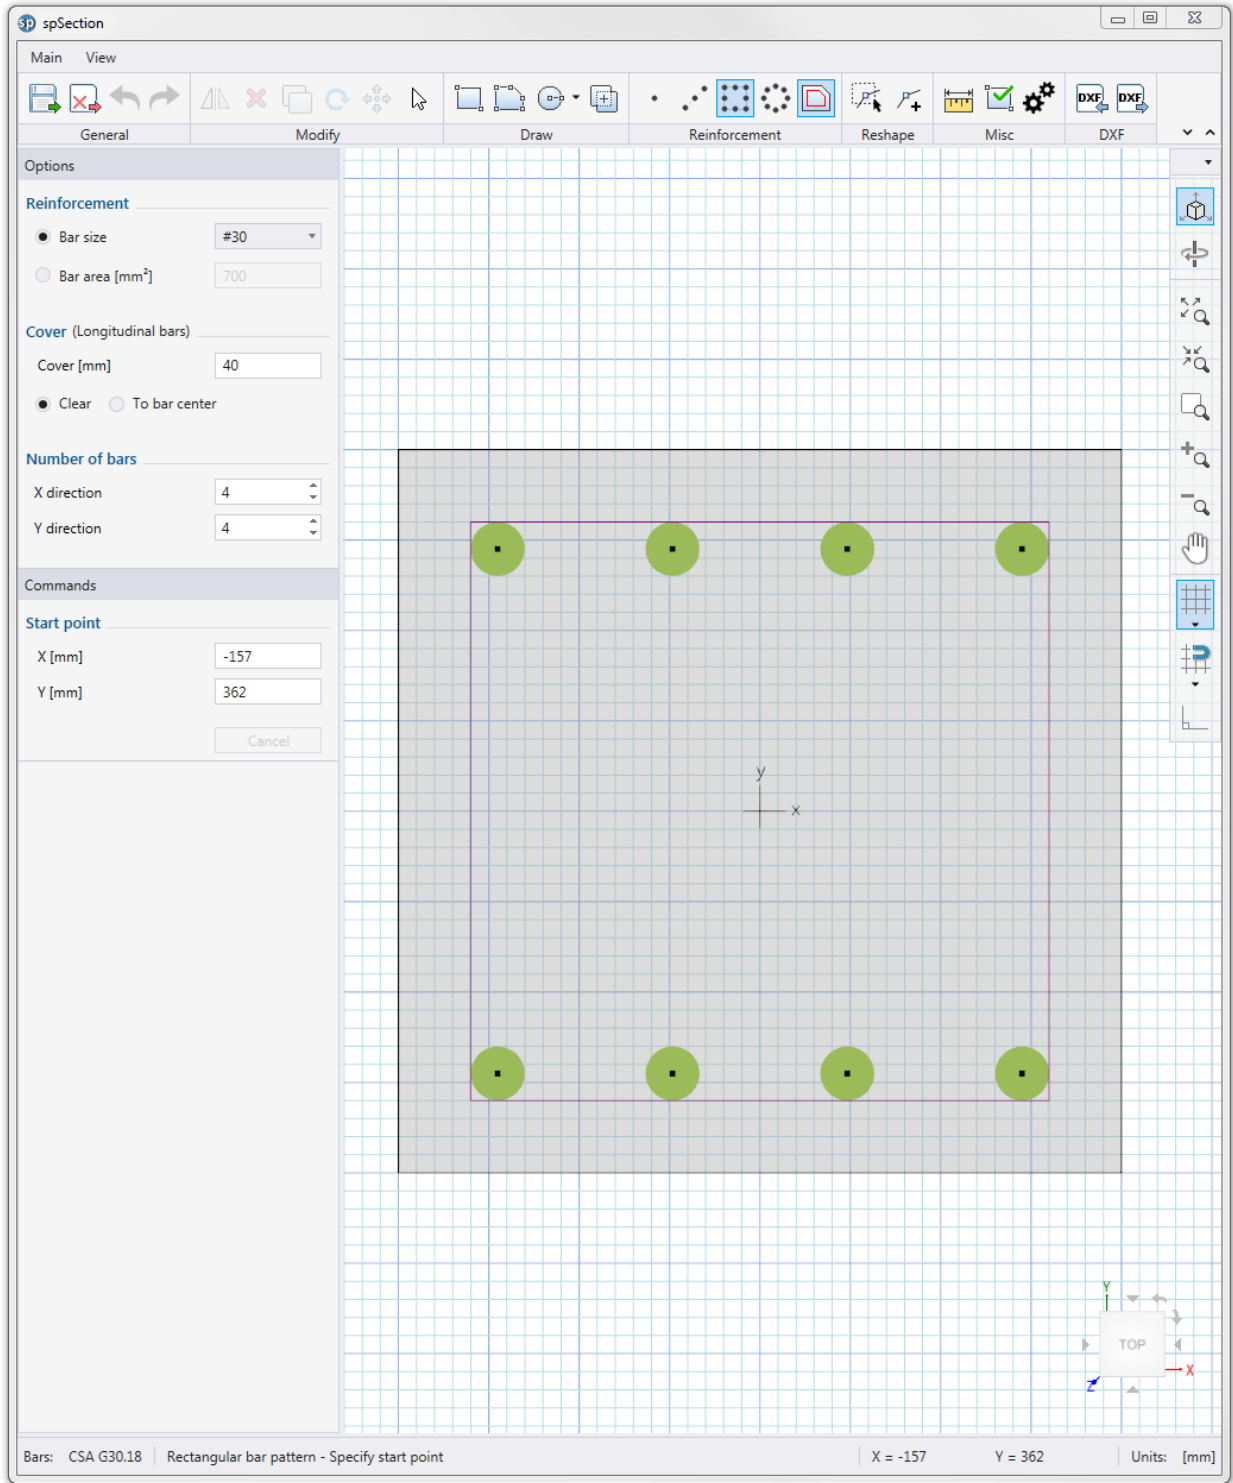 sp spSection
Main View
DXF DXF
General Modify Draw Reinforcement Reshape Misc DXF
Options
Reinforcement
Bar size #30
Bar area [mm²] 700
Cover (Longitudinal bars)
Cover [mm] 40
Clear To bar center
Number of bars
X direction 4
Y direction 4
Commands
Start point
X [mm] -157
Y [mm] 362
Cancel
y
x
Y
TOP
X
Z
Bars: CSA G30.18 Rectangular bar pattern - Specify start point X = -157 Y = 362 Units: [mm]